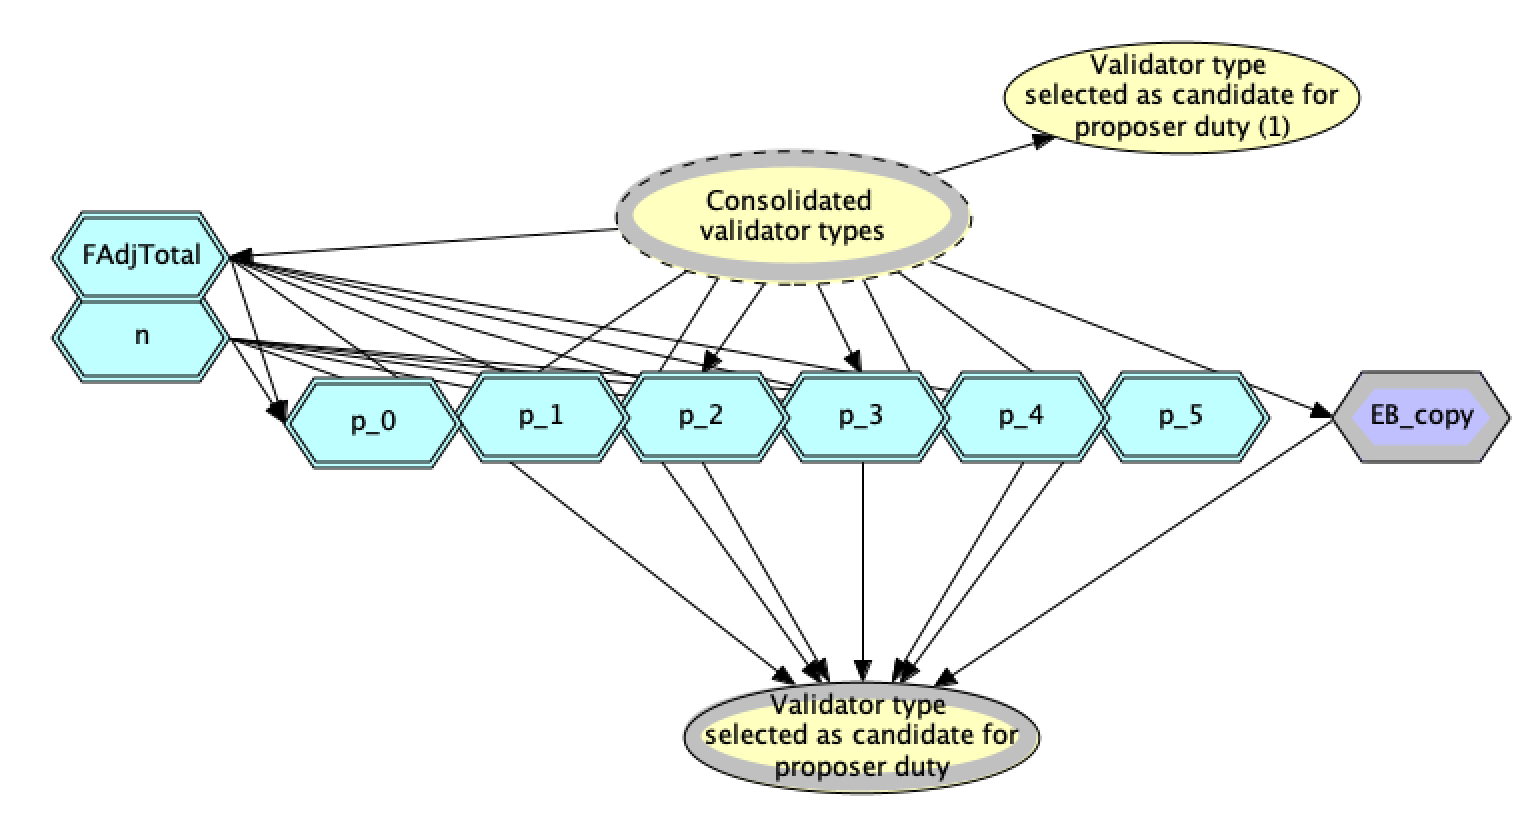 Validator type
selected as candidate for
proposer duty (1)
Consolidated
validator types
FAdjTotal
n
p_0
p_1
p_2
p_3
p_4
p_5
EB_copy
Validator type
selected as candidate for
proposer duty